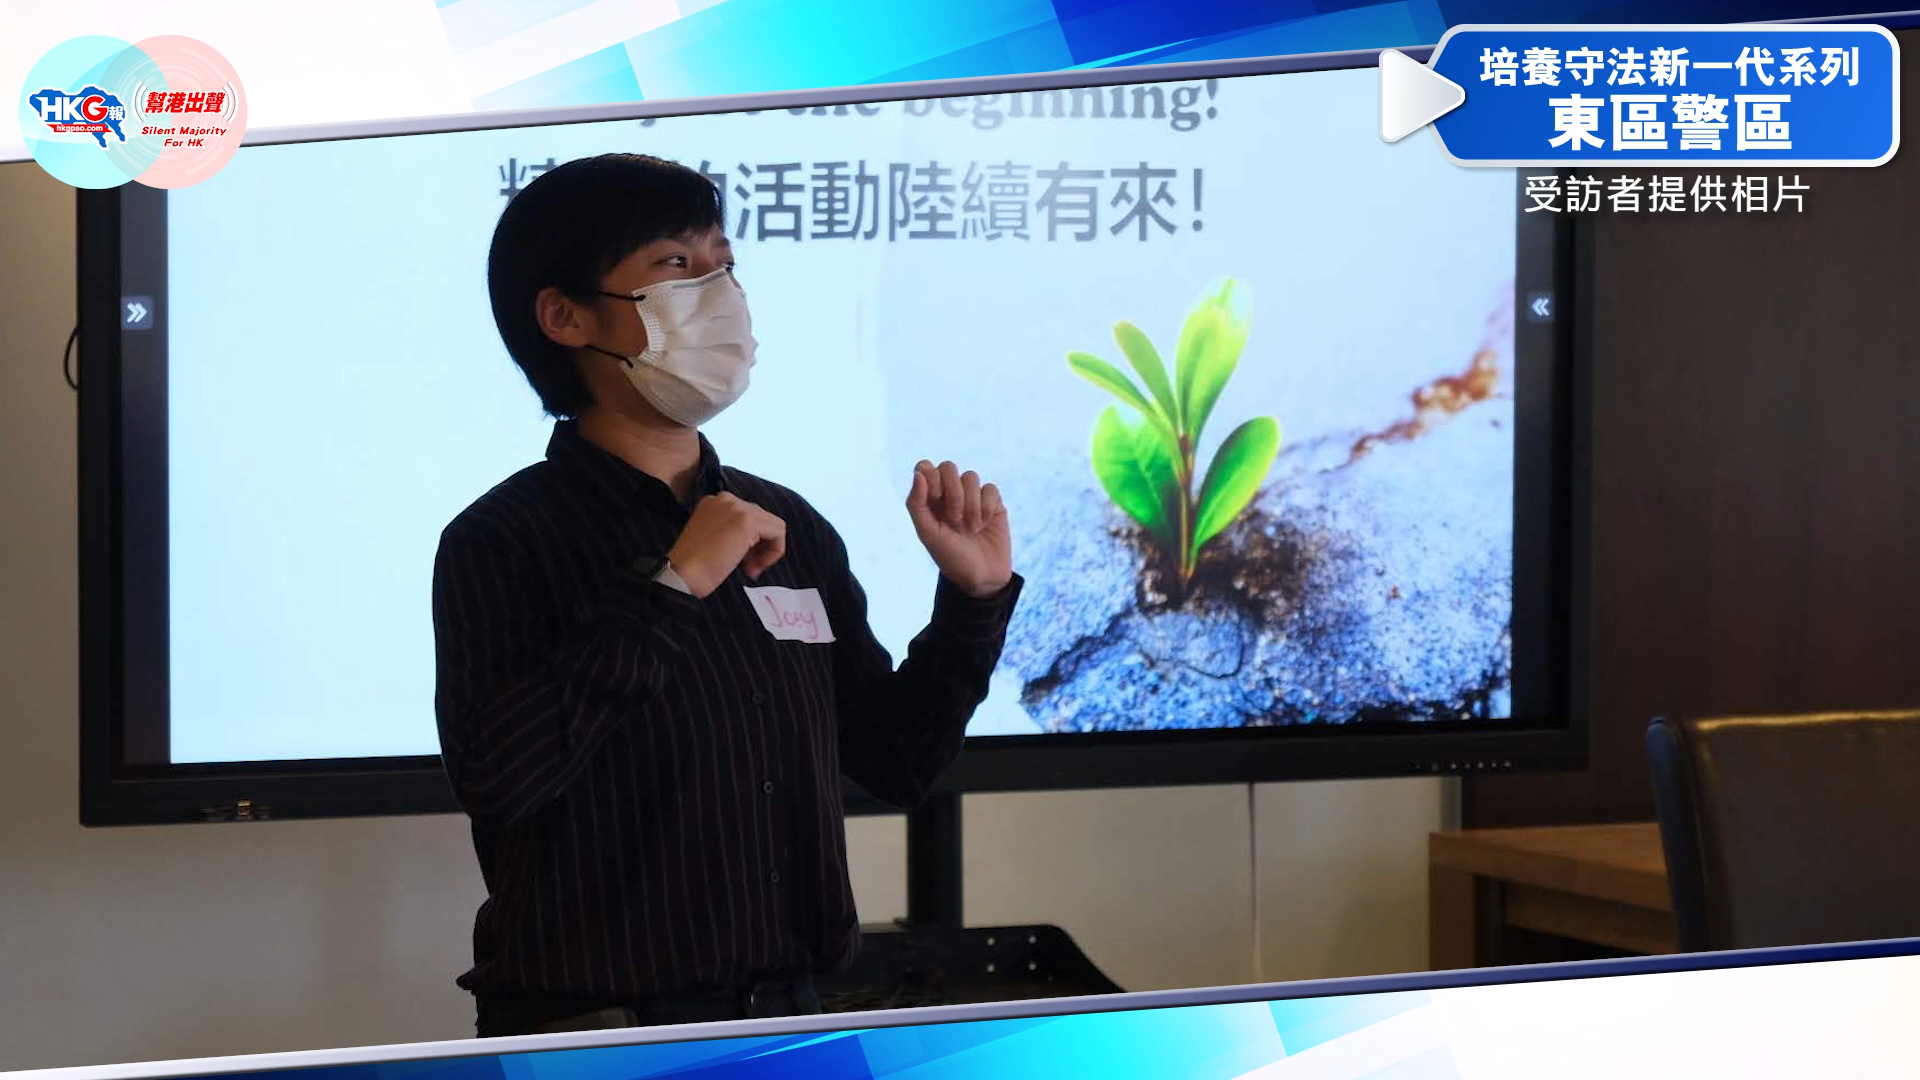 HKG報
hkgpao.com
幫港出聲
Silent Majority
For HK
培養守法新一代系列
東區警區
受訪者提供相片
the beginning!
活動陸續有來!
Joey